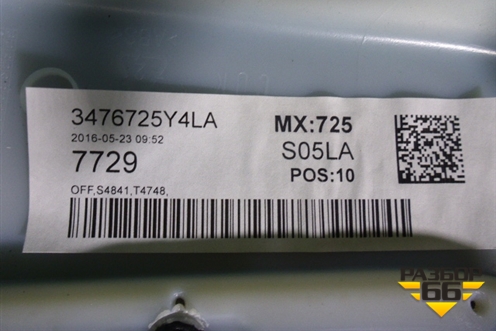 3476725Y4LA
2016-05-23 09:52
7729
OFF,S4841,T4748,
MX:725
S05LA
POS:10
РАЗБОР
66